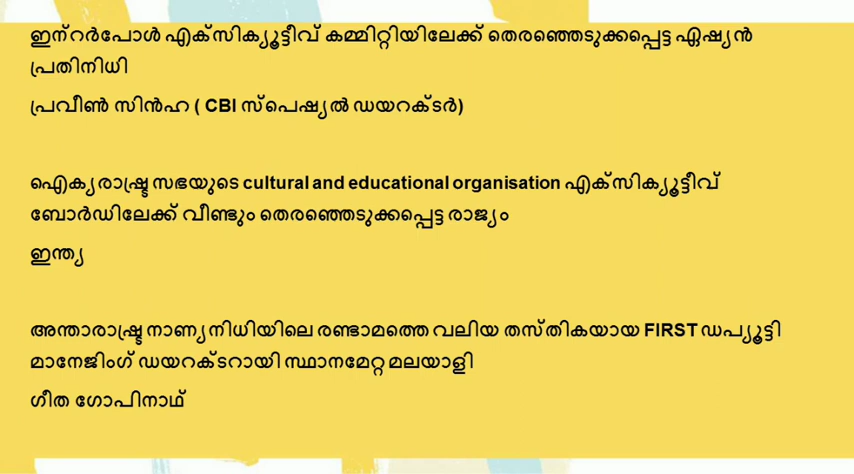 ഇന്റർപോൾ എക്സിക്യൂട്ടീവ് കമ്മിറ്റിയിലേക്ക് തെരഞ്ഞെടുക്കപ്പെട്ട ഏഷ്യൻ
പ്രതിനിധി
പ്രവീൺ സിൻഹ ( CBI സ്പെഷ്യൽ ഡയറക്ടർ)
ഐക്യരാഷ്ട്ര സഭയുടെ cultural and educational organisation എക്സിക്യൂട്ടീവ്
ബോർഡിലേക്ക് വീണ്ടും തെരഞ്ഞെടുക്കപ്പെട്ട രാജ്യം
ഇന്ത്യ
അന്താരാഷ്ട്ര നാണ്യനിധിയിലെ രണ്ടാമത്തെ വലിയ തസ്തികയായ FIRST ഡപ്യൂട്ടി
മാനേജിംഗ് ഡയറക്ടറായി സ്ഥാനമേറ്റ മലയാളി
ഗീത ഗോപിനാഥ്